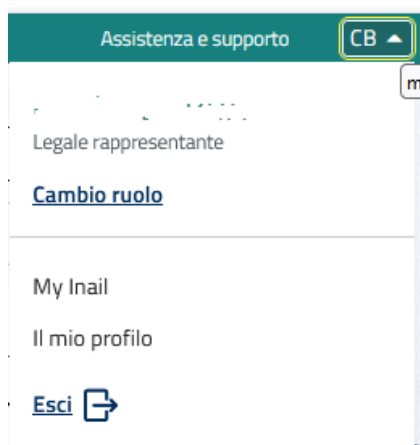 Assistenza e supporto
CB
m
Legale rappresentante
Cambio ruolo
My Inail
Il mio profilo
Esci